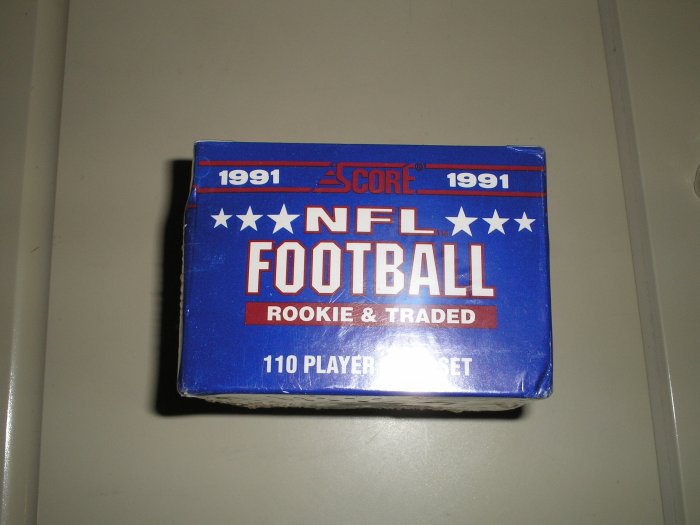 1991 SCORE 1991
NFL
FOOTBALL
ROOKIE & TRADED
110 PLAYER SET